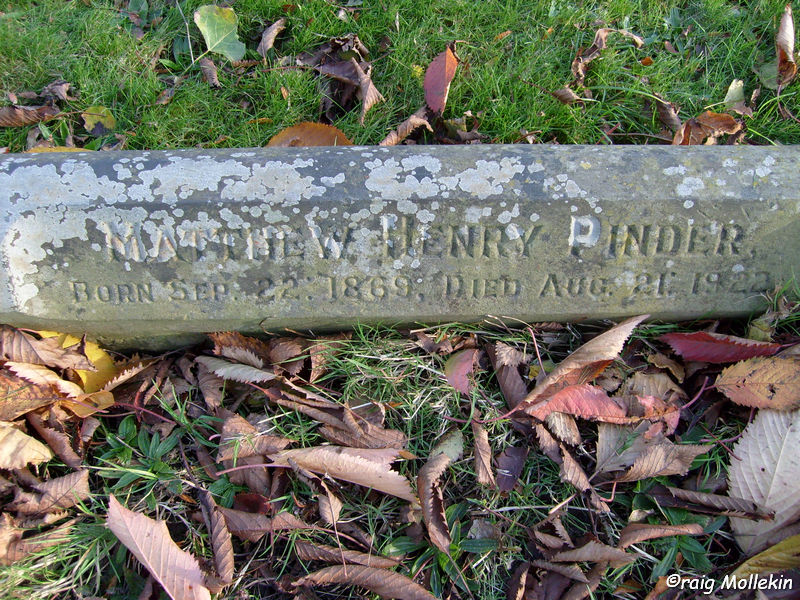 Matthew Henry Pinder,
Born Sep. 22. 1869; Died Aug. 21. 1922.
©raig Mollekin